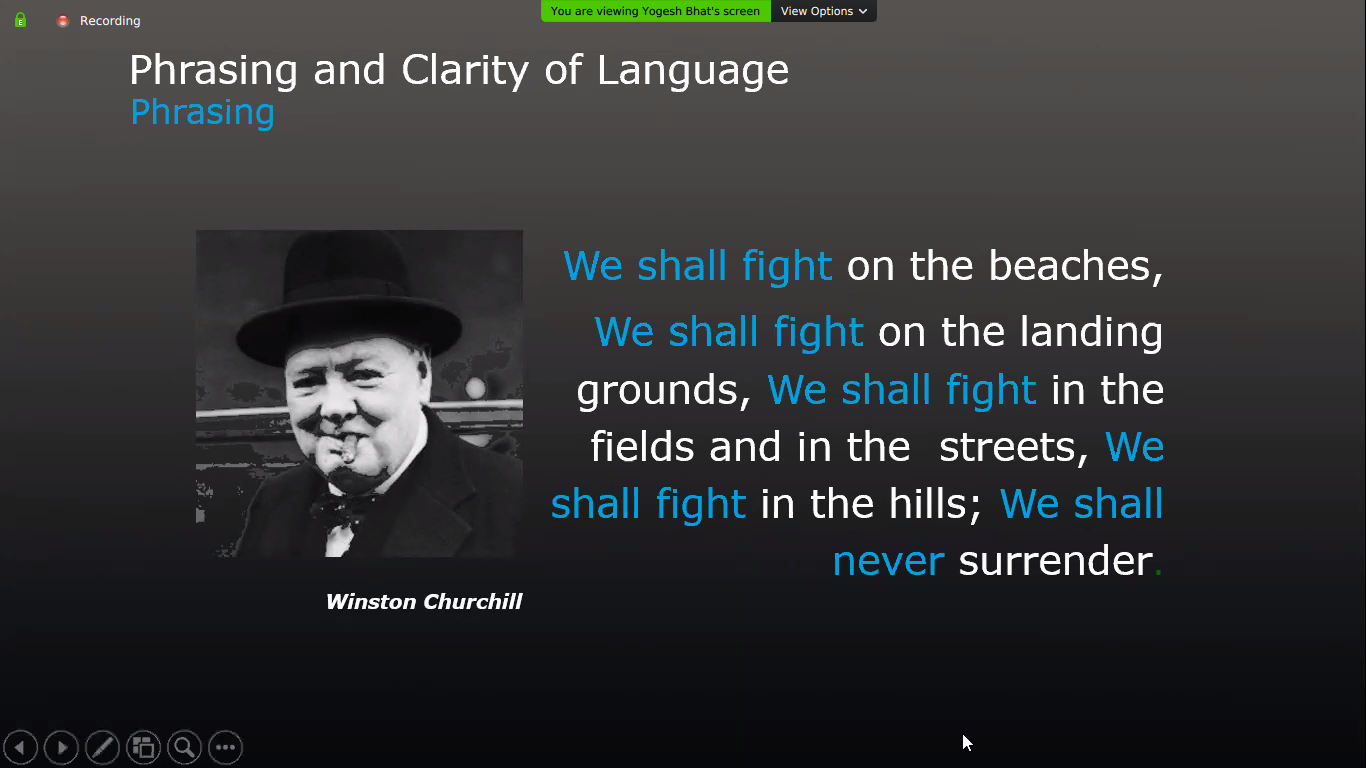 E
Recording
You are viewing Yogesh Bhat's screen
View Options
Phrasing and Clarity of Language
Phrasing
We shall fight on the beaches,
We shall fight on the landing
grounds, We shall fight in the
fields and in the  streets, We
shall fight in the hills; We shall
never surrender.
Winston Churchill